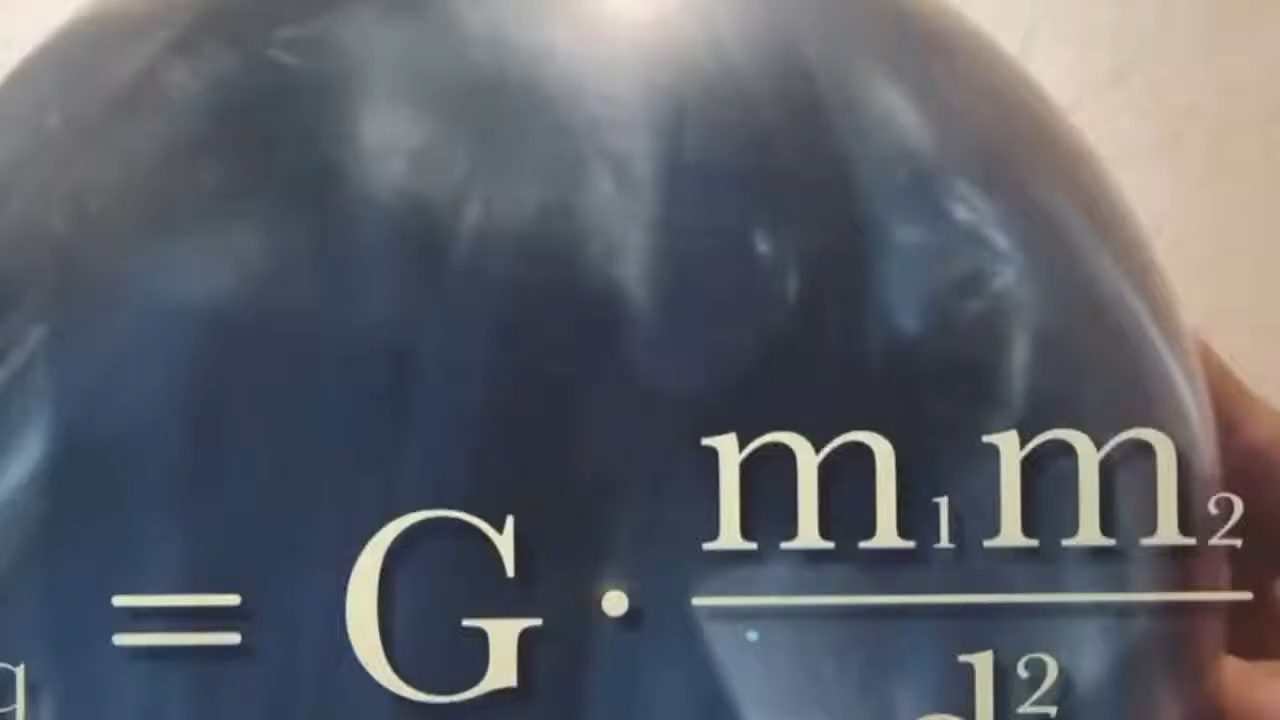 g = G · m₁m₂
d²